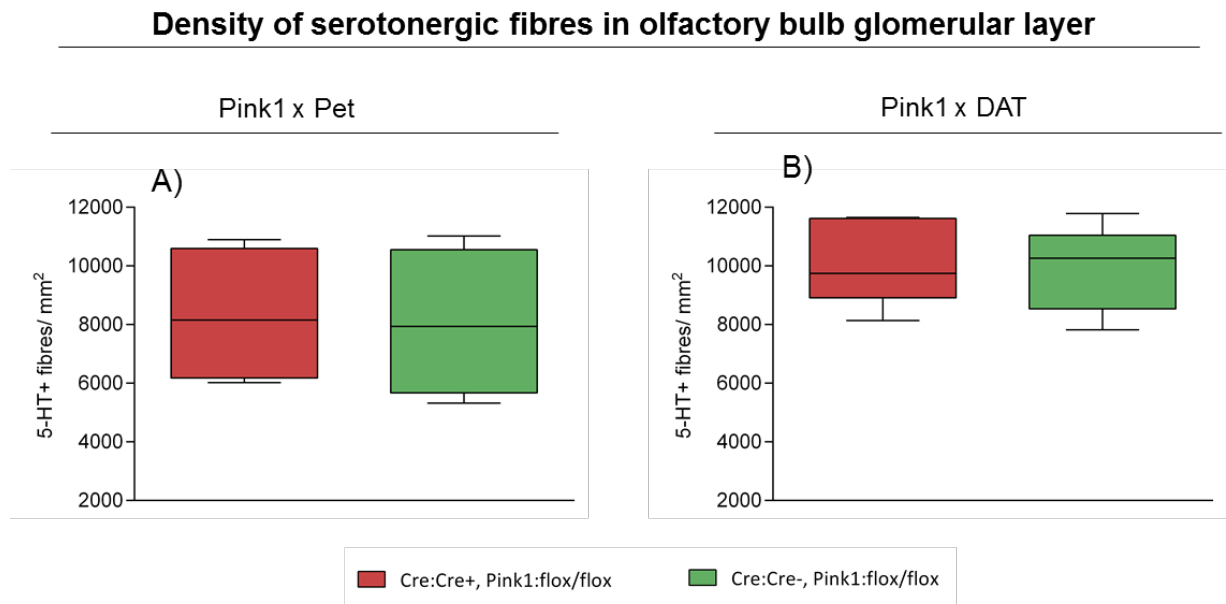 Density of serotonergic fibres in olfactory bulb glomerular layer
Pink1 x Pet
Pink1 x DAT
A)
5-HT+ fibres/ mm²
12000
10000
8000
6000
4000
2000
B)
5-HT+ fibres/ mm²
12000
10000
8000
6000
4000
2000
Cre:Cre+, Pink1:flox/flox
Cre:Cre-, Pink1:flox/flox